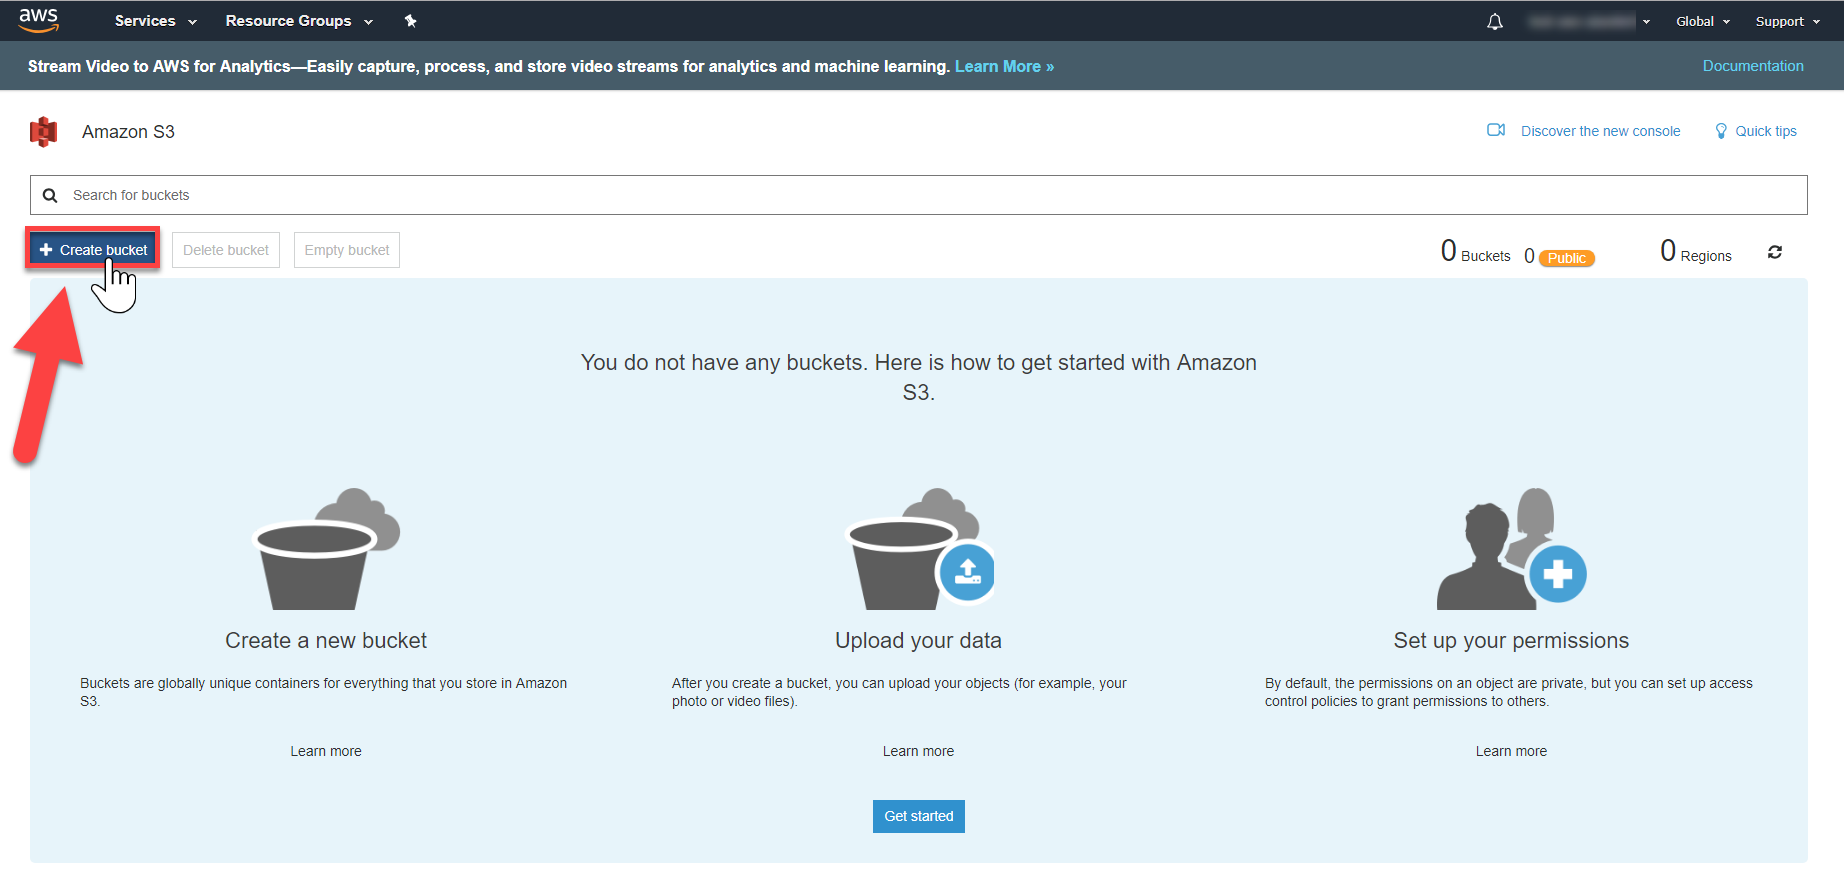 aws
Services
Resource Groups
Global
Support
Stream Video to AWS for Analytics—Easily capture, process, and store video streams for analytics and machine learning. Learn More »
Documentation
Amazon S3
Discover the new console
Quick tips
Search for buckets
Create bucket
Delete bucket
Empty bucket
0 Buckets
0 Public
0 Regions
You do not have any buckets. Here is how to get started with Amazon
S3.
Create a new bucket
Buckets are globally unique containers for everything that you store in Amazon
S3.
Learn more
Upload your data
After you create a bucket, you can upload your objects (for example, your
photo or video files).
Learn more
Set up your permissions
By default, the permissions on an object are private, but you can set up access
control policies to grant permissions to others.
Learn more
Get started